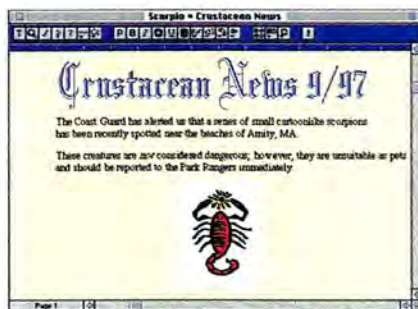 Scorpio • Crustacean News
Crustacean News 9/97
The Coast Guard has alerted us that a series of small cartoonlike scorpions
has been recently spotted near the beaches of Amity, MA.
These creatures are not considered dangerous; however, they are unsuitable as pets
and should be reported to the Park Rangers immediately.
Page 1